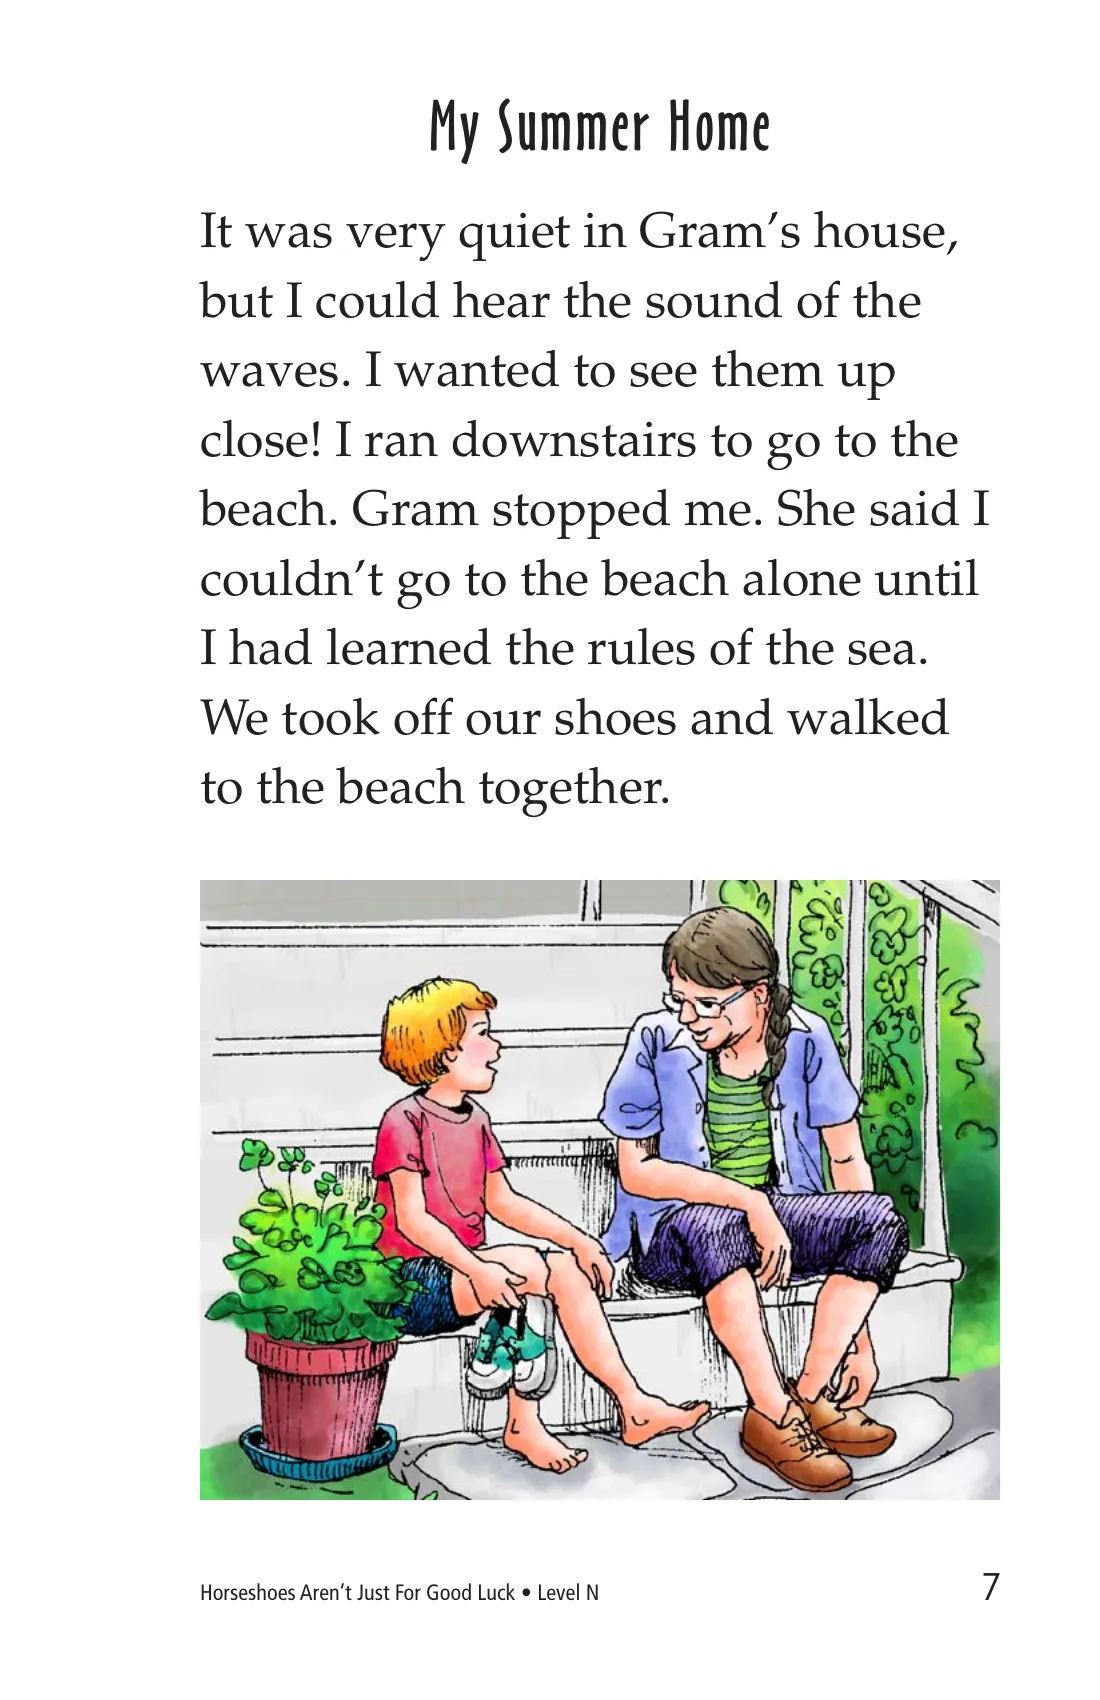 My Summer Home
It was very quiet in Gram’s house,
but I could hear the sound of the
waves. I wanted to see them up
close! I ran downstairs to go to the
beach. Gram stopped me. She said I
couldn’t go to the beach alone until
I had learned the rules of the sea.
We took off our shoes and walked
to the beach together.
Horseshoes Aren’t Just For Good Luck • Level N
7